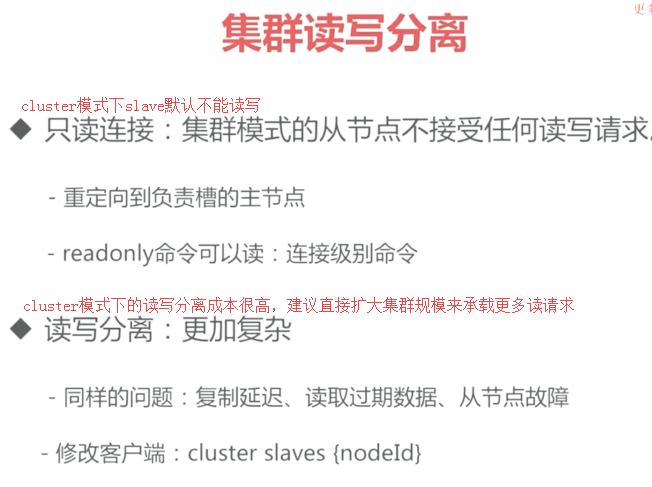 更多
集群读写分离
cluster模式下slave默认不能读写
◆ 只读连接：集群模式的从节点不接受任何读写请求。
- 重定向到负责槽的主节点
- readonly命令可以读：连接级别命令
cluster模式下的读写分离成本很高，建议直接扩大集群规模来承载更多读请求
◆ 读写分离：更加复杂
- 同样的问题：复制延迟、读取过期数据、从节点故障
- 修改客户端：cluster slaves {nodeId}